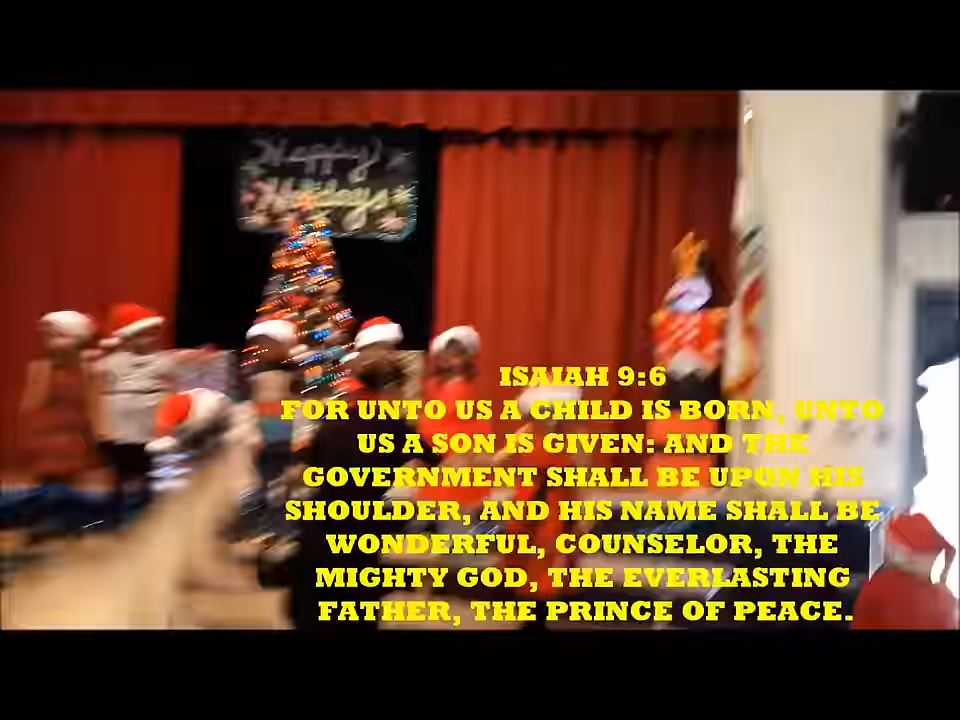 Happy
Holidays
ISAIAH 9:6
FOR UNTO US A CHILD IS BORN, UNTO
US A SON IS GIVEN: AND THE
GOVERNMENT SHALL BE UPON HIS
SHOULDER, AND HIS NAME SHALL BE
WONDERFUL, COUNSELOR, THE
MIGHTY GOD, THE EVERLASTING
FATHER, THE PRINCE OF PEACE.